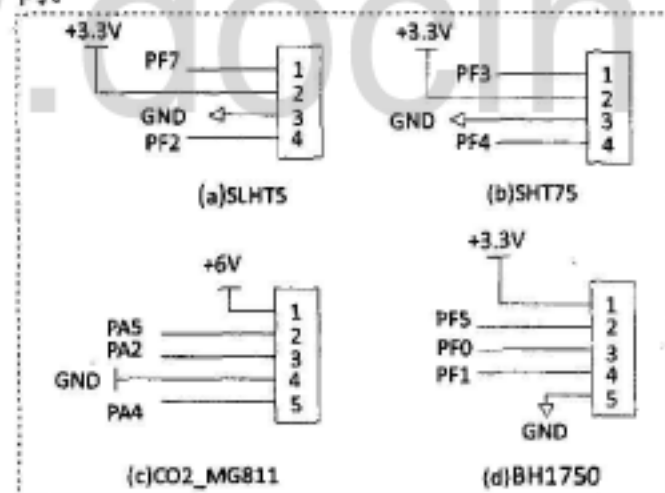 .docin
+3.3V
PF7
1
2
GND
3
PF2
4
(a)SLHT5
+3.3V
PF3
1
2
GND
3
PF4
4
(b)SHT75
+6V
1
PA5
2
PA2
3
GND
4
PA4
5
(c)CO2_MG811
+3.3V
1
PF5
2
PF0
3
PF1
4
5
GND
(d)BH1750